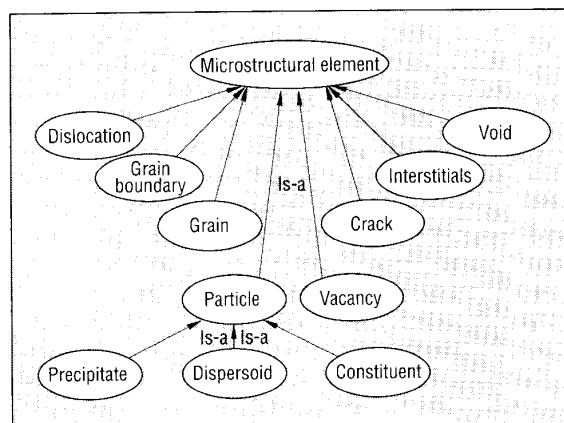 Microstructural element
Dislocation
Void
Grain
boundary
Interstitials
Is-a
Grain
Crack
Particle
Vacancy
Is-a Is-a
Precipitate
Dispersoid
Constituent